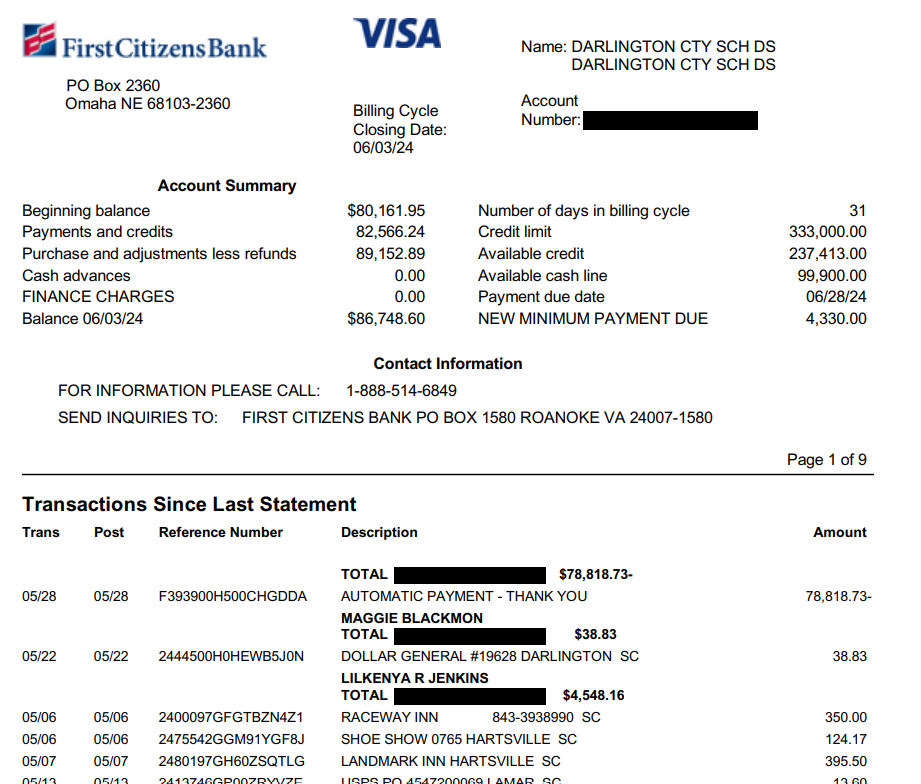 First Citizens Bank
PO Box 2360
Omaha NE 68103-2360
VISA
Billing Cycle
Closing Date:
06/03/24
Name: DARLINGTON CTY SCH DS
DARLINGTON CTY SCH DS
Account
Number:
Account Summary
Beginning balance $80,161.95 Number of days in billing cycle 31
Payments and credits 82,566.24 Credit limit 333,000.00
Purchase and adjustments less refunds 89,152.89 Available credit 237,413.00
Cash advances 0.00 Available cash line 99,900.00
FINANCE CHARGES 0.00 Payment due date 06/28/24
Balance 06/03/24 $86,748.60 NEW MINIMUM PAYMENT DUE 4,330.00
Contact Information
FOR INFORMATION PLEASE CALL: 1-888-514-6849
SEND INQUIRIES TO: FIRST CITIZENS BANK PO BOX 1580 ROANOKE VA 24007-1580
Page 1 of 9
Transactions Since Last Statement
Trans Post Reference Number Description Amount
TOTAL $78,818.73-
05/28 05/28 F393900H500CHGDDA AUTOMATIC PAYMENT - THANK YOU 78,818.73-
MAGGIE BLACKMON
TOTAL $38.83
05/22 05/22 2444500H0HEWB5J0N DOLLAR GENERAL #19628 DARLINGTON SC 38.83
LILKENYA R JENKINS
TOTAL $4,548.16
05/06 05/06 2400097GFGTBZN4Z1 RACEWAY INN 843-3938990 SC 350.00
05/06 05/06 2475542GGM91YGF8J SHOE SHOW 0765 HARTSVILLE SC 124.17
05/07 05/07 2480197GH60ZSQTLG LANDMARK INN HARTSVILLE SC 395.50
05/13 05/13 2413746GP00ZRYVZE USPS PO 4547200069 LAMAR SC 13.60